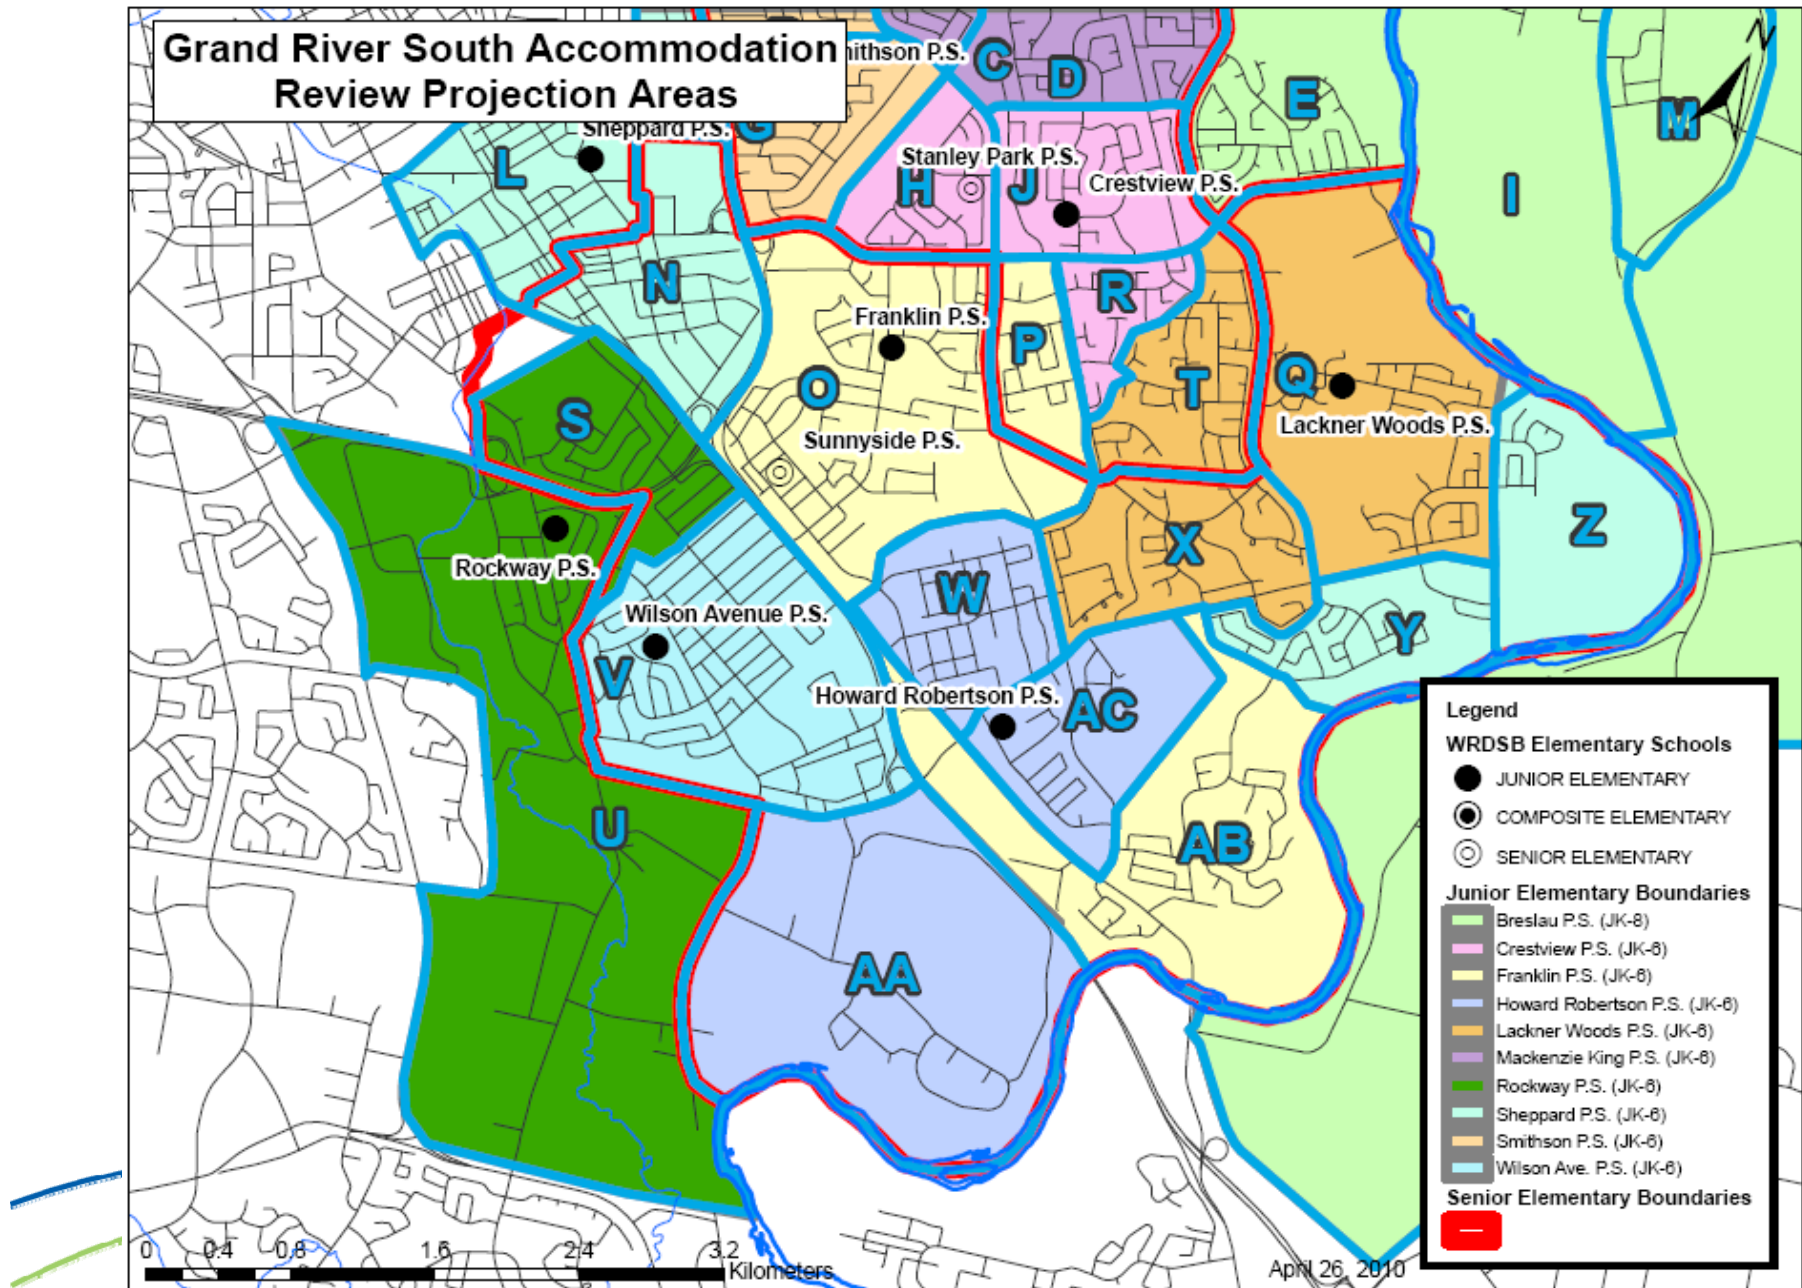 Grand River South Accommodation
Review Projection Areas
mithson P.S.
C
D
E
M
N
G
Sheppard P.S.
L
Stanley Park P.S.
H
J
Crestview P.S.
I
N
R
Franklin P.S.
P
O
T
Q
S
Sunnyside P.S.
Lackner Woods P.S.
Z
X
Rockway P.S.
W
Wilson Avenue P.S.
Y
V
Howard Robertson P.S.
AC
U
AB
AA
Legend
WRDSB Elementary Schools
JUNIOR ELEMENTARY
COMPOSITE ELEMENTARY
SENIOR ELEMENTARY
Junior Elementary Boundaries
Breslau P.S. (JK-8)
Crestview P.S. (JK-6)
Franklin P.S. (JK-6)
Howard Robertson P.S. (JK-6)
Lackner Woods P.S. (JK-6)
Mackenzie King P.S. (JK-6)
Rockway P.S. (JK-6)
Sheppard P.S. (JK-6)
Smithson P.S. (JK-6)
Wilson Ave. P.S. (JK-6)
Senior Elementary Boundaries
0 0.4 0.8 1.6 2.4 3.2
Kilometers
April 26, 2010